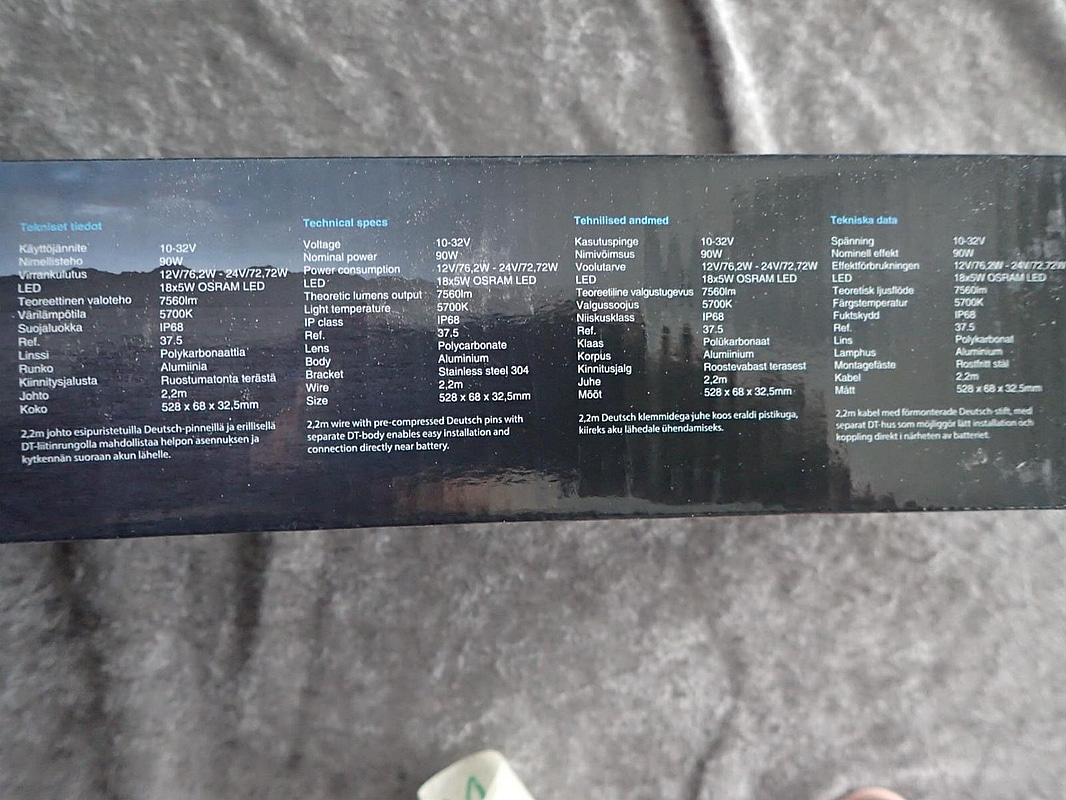 Tekniset tiedot
Käyttöjännite 10-32V
Nimellisteho 90W
Virrankulutus 12V/76,2W - 24V/72,72W
LED 18x5W OSRAM LED
Teoreettinen valoteho 7560lm
Värilämpötila 5700K
Suojaluokka IP68
Ref. 37.5
Linssi Polykarbonaattia
Runko Alumiinia
Kiinnitysjalusta Ruostumatonta terästä
Johto 2,2m
Koko 528 x 68 x 32,5mm
2,2m johto esipuristetuilla Deutsch-pinneillä ja erillisellä
DT-liitinrungolla mahdollistaa helpon asennuksen ja
kytkennän suoraan akun lähelle.
Technical specs
Voltage 10-32V
Nominal power 90W
Power consumption 12V/76,2W - 24V/72,72W
LED 18x5W OSRAM LED
Theoretic lumens output 7560lm
Light temperature 5700K
IP class IP68
Ref. 37.5
Lens Polycarbonate
Body Aluminium
Bracket Stainless steel 304
Wire 2,2m
Size 528 x 68 x 32,5mm
2,2m wire with pre-compressed Deutsch pins with
separate DT-body enables easy installation and
connection directly near battery.
Tehnilised andmed
Kasutuspinge 10-32V
Nimivõimsus 90W
Voolutarve 12V/76,2W - 24V/72,72W
LED 18x5W OSRAM LED
Teoreetiline valgustugevus 7560lm
Valgussoojus 5700K
Niiskusklass IP68
Ref. 37.5
Klaas Polükarbonaat
Korpus Alumiinium
Kinnitusjalg Roostevabast terasest
Juhe 2,2m
Mõõt 528 x 68 x 32,5mm
2,2m Deutsch klemmidega juhe koos eraldi pistikuga,
kiireks aku lähedale ühendamiseks.
Tekniska data
Spänning 10-32V
Nominell effekt 90W
Effektförbrukningen 12V/76,2W - 24V/72,72W
LED 18x5W OSRAM LED
Teoretisk ljusflöde 7560lm
Färgstemperatur 5700K
Fuktskydd IP68
Ref. 37.5
Lins Polykarbonat
Lamphus Aluminium
Montagefäste Rostfritt stål
Kabel 2,2m
Mått 528 x 68 x 32,5mm
2,2m kabel med förmonterade Deutsch-stift, med
separat DT-hus som möjliggör lätt installation och
koppling direkt i närheten av batteriet.